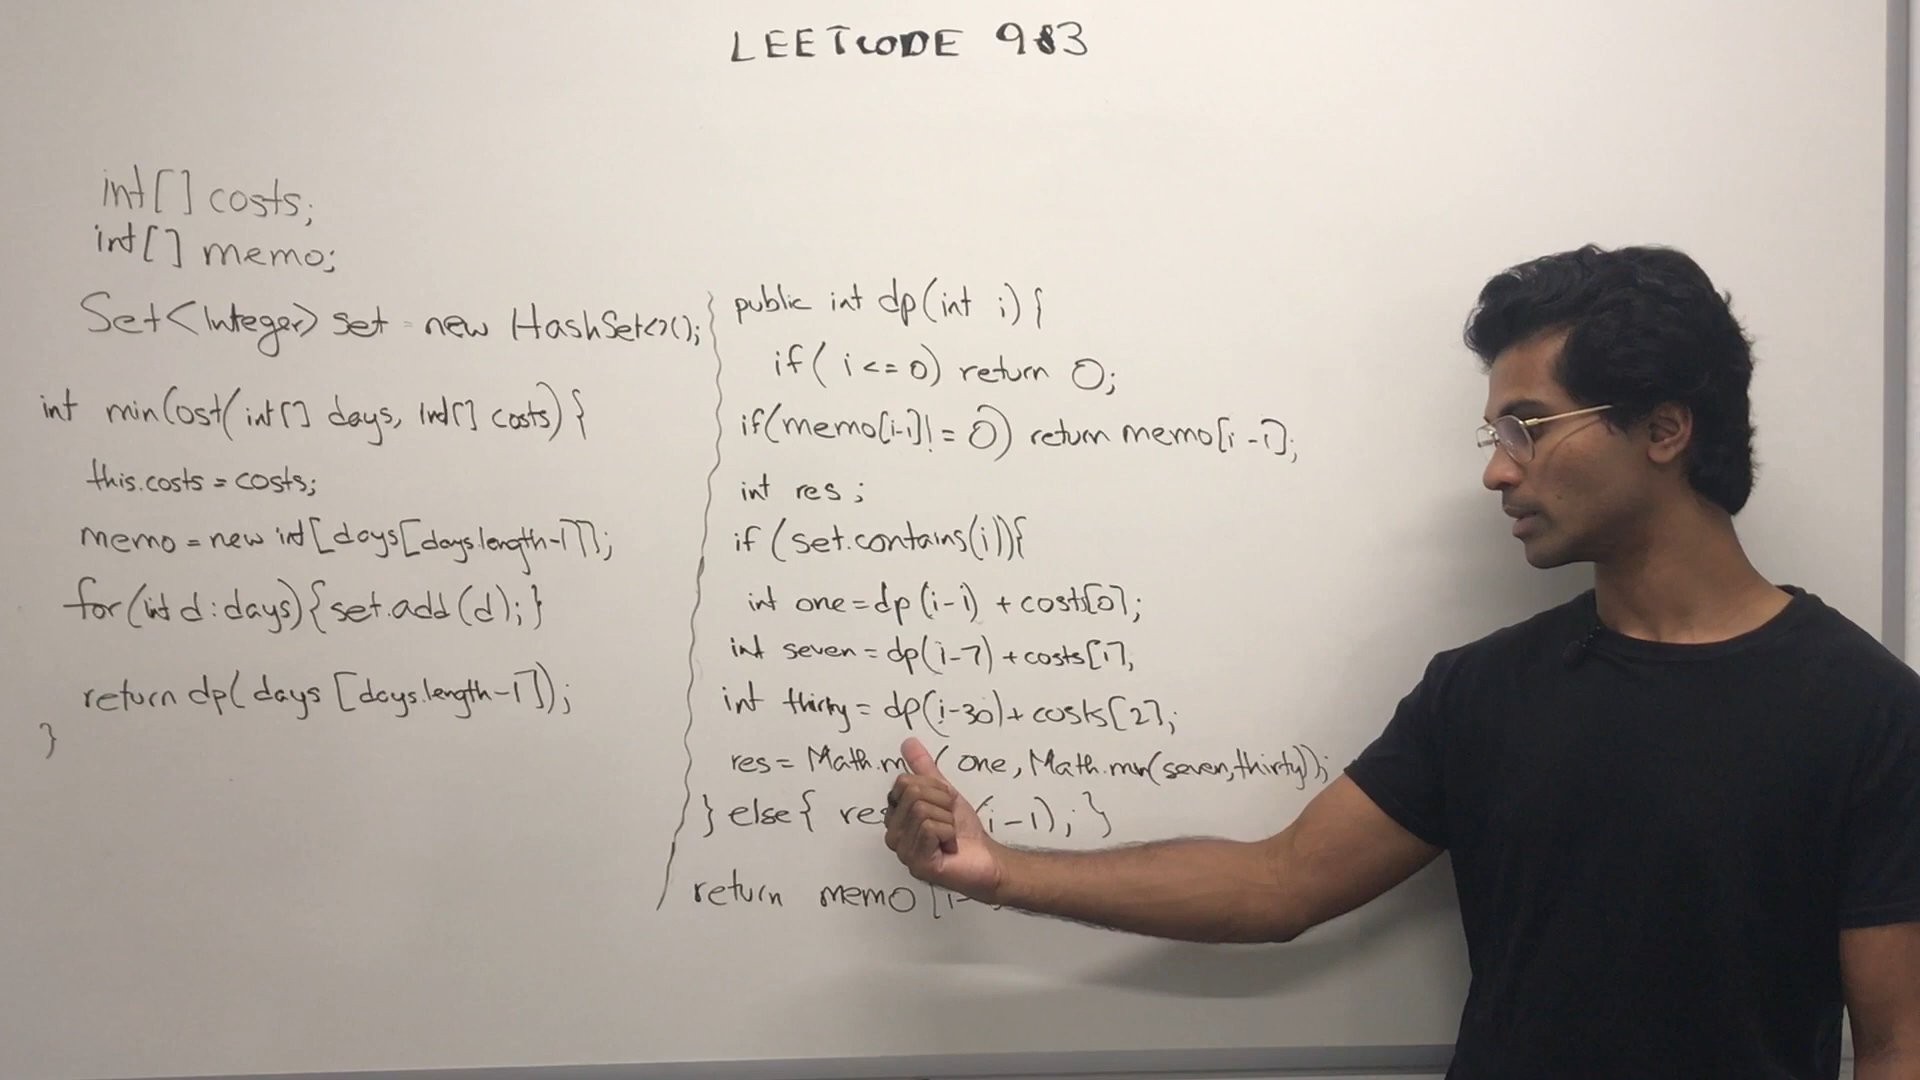 LEETCODE 983
int[] costs;
int[] memo;
Set<Integer> set = new HashSet<>();
int minCost(int[] days, int[] costs){
this.costs = costs;
memo = new int[days[days.length-1]];
for(int d:days){set.add(d);}
return dp(days[days.length-1]);
}
public int dp(int i){
if( i <= 0) return 0;
if(memo[i-1]!= 0) return memo[i-1];
int res;
if (set.contains(i)){
int one = dp(i-1) + costs[0];
int seven = dp(i-7) + costs[1],
int thirty = dp(i-30) + costs[2];
res = Math. ( one, Math.min(seven,thirty));
} else { (i-1); }
return memo